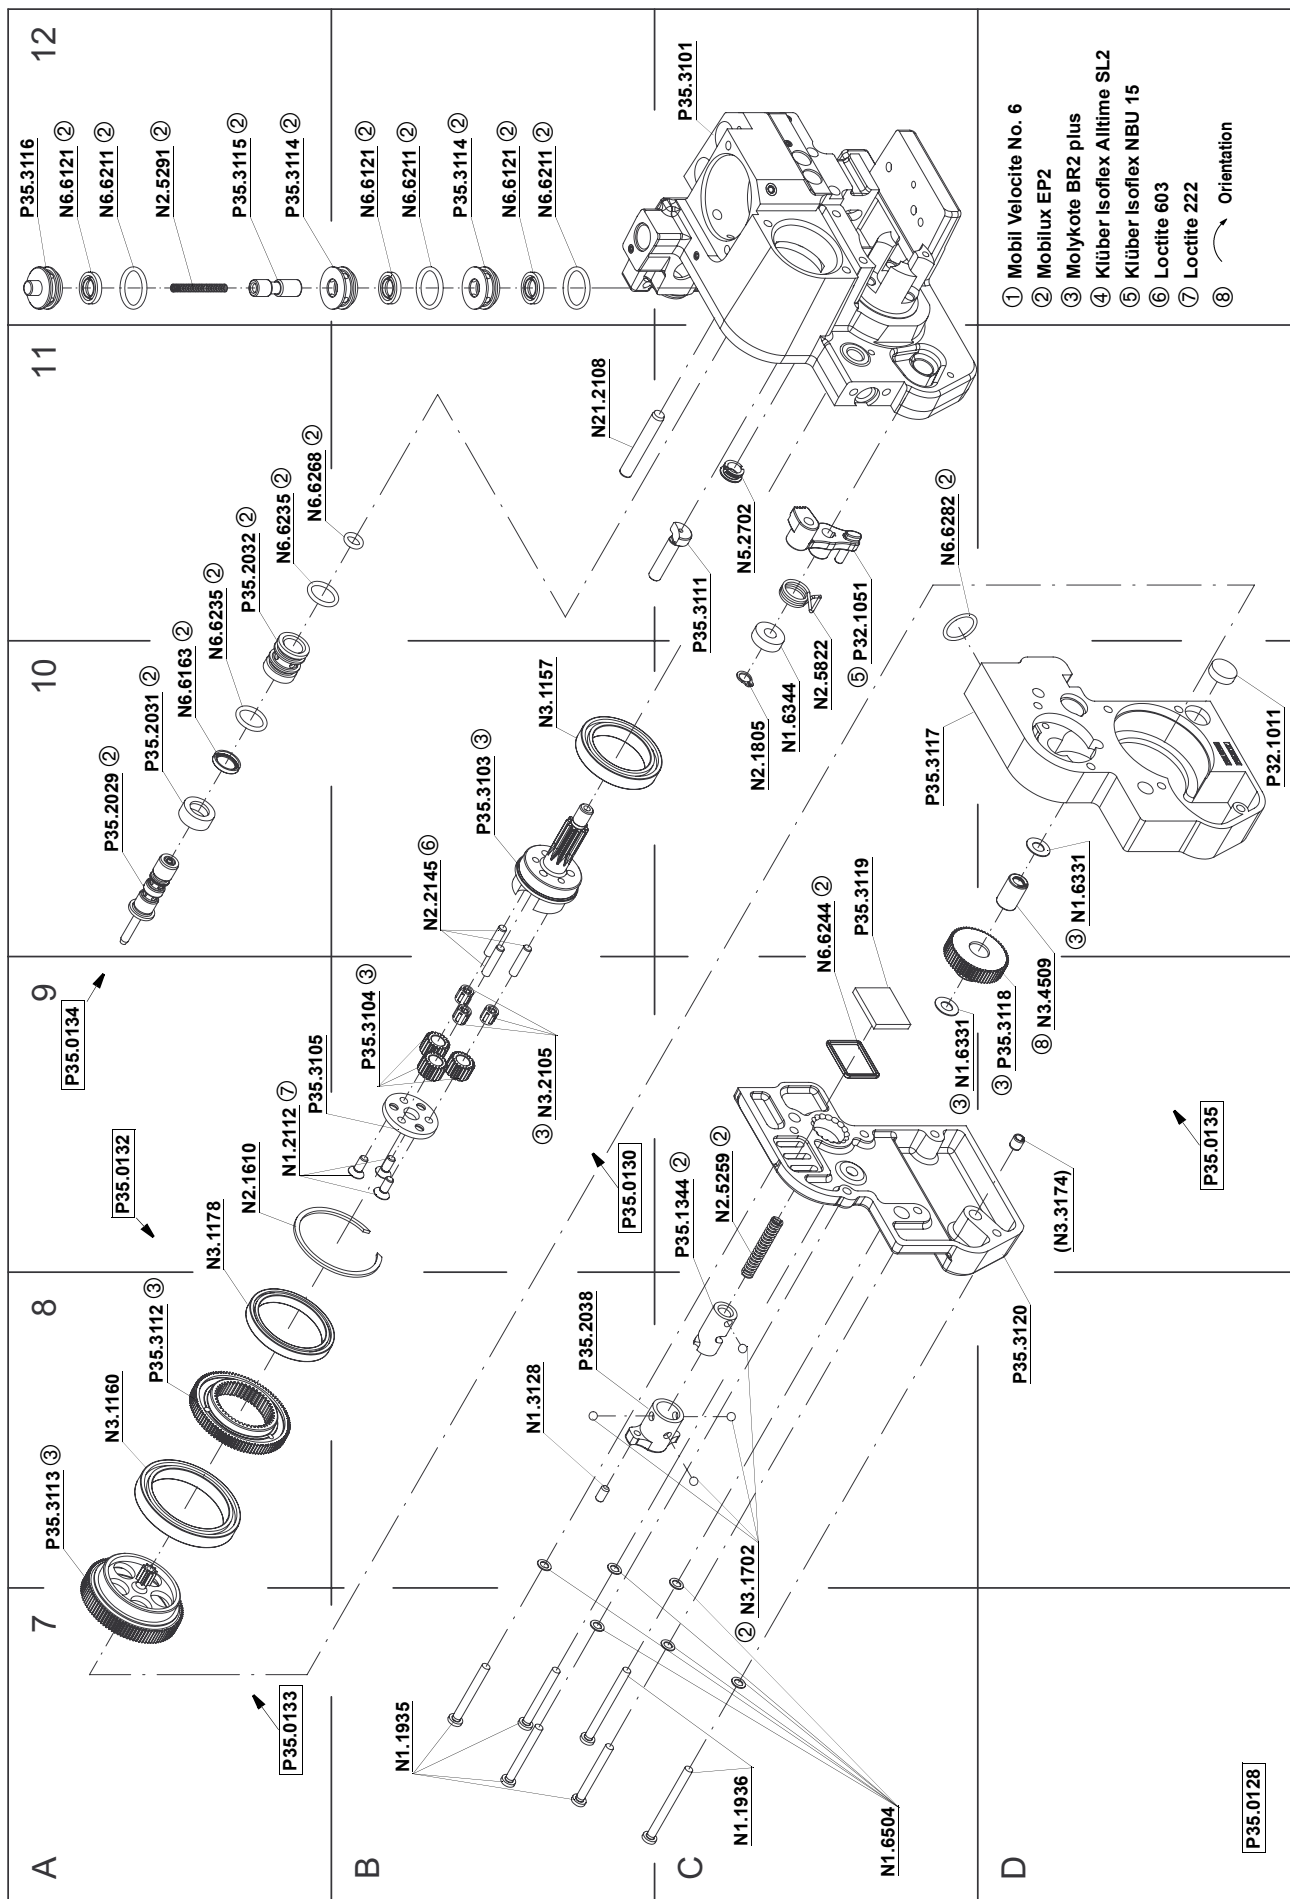 12
11
10
9
8
7
A
B
C
D
P35.3116
N6.6121 ②
N6.6211 ②
N2.5291 ②
P35.3115 ②
P35.3114 ②
N6.6121 ②
N6.6211 ②
P35.3114 ②
N6.6121 ②
N6.6211 ②
P35.3101
① Mobil Velocite No. 6
② Mobilux EP2
③ Molykote BR2 plus
④ Klüber Isoflex Alltime SL2
⑤ Klüber Isoflex NBU 15
⑥ Loctite 603
⑦ Loctite 222
⑧ Orientation
P35.2029 ②
P35.2031 ②
N6.6163 ②
N6.6235 ②
P35.2032 ②
N6.6235 ②
N6.6268 ②
N21.2108
P35.3111
N5.2702
⑤ P32.1051
N2.5822
N1.6344
N2.1805
N6.6282 ②
P35.3117
P32.1011
N3.1157
P35.3103 ③
N2.2145 ⑥
P35.3104 ③
P35.3105
N1.2112 ⑦
③ N3.2105
N2.1610
N3.1178
P35.3112 ③
N3.1160
P35.3113 ③
P35.0134
P35.0132
P35.0130
P35.0133
P35.0135
P35.0128
P35.3119
N6.6244 ②
③ N1.6331
⑧ N3.4509
③ P35.3118
③ N1.6331
(N3.3174)
P35.3120
N2.5259 ②
P35.1344 ②
P35.2038
N1.3128
② N3.1702
N1.1935
N1.1936
N1.6504